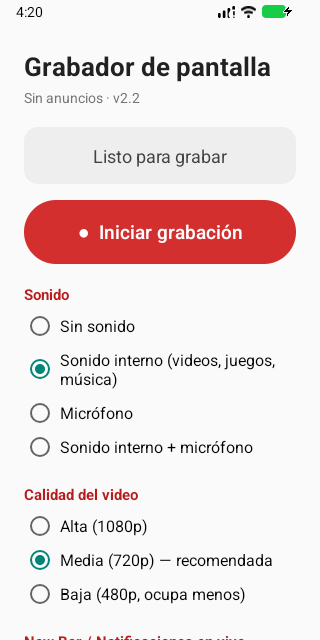 4:20
Grabador de pantalla
Sin anuncios · v2.2
Listo para grabar
● Iniciar grabación
Sonido
Sin sonido
Sonido interno (videos, juegos,
música)
Micrófono
Sonido interno + micrófono
Calidad del video
Alta (1080p)
Media (720p) — recomendada
Baja (480p, ocupa menos)